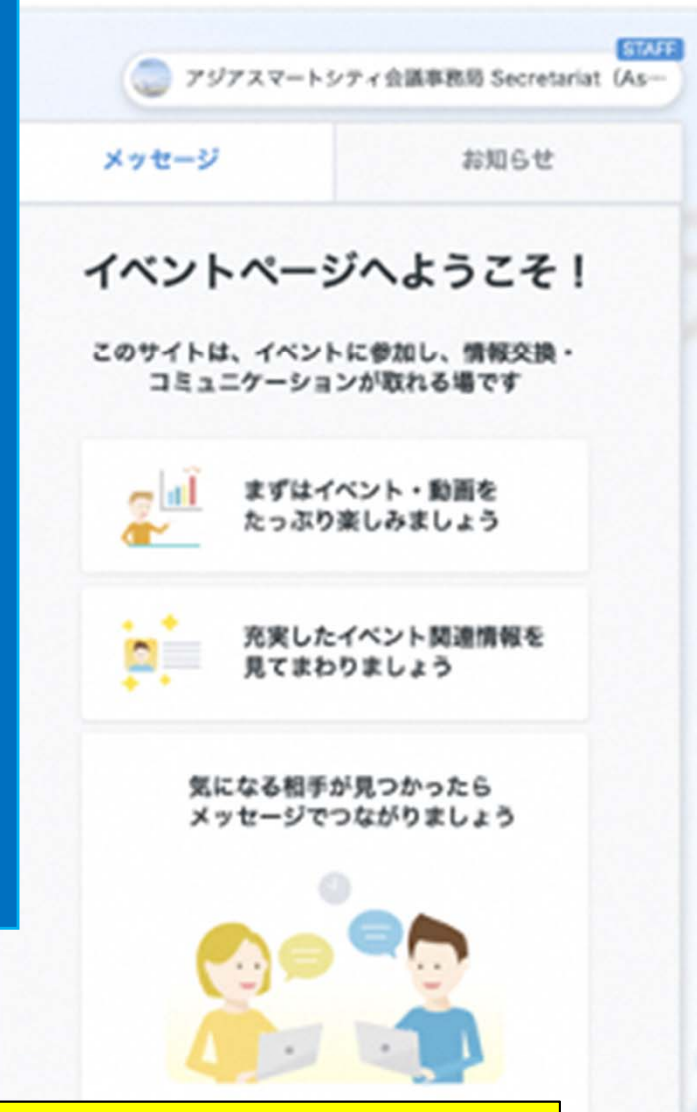 STAFF
アジアスマートシティ会議事務局 Secretariat (As…
メッセージ
お知らせ
イベントページへようこそ！
このサイトは、イベントに参加し、情報交換・
コミュニケーションが取れる場です
まずはイベント・動画を
たっぷり楽しみましょう
充実したイベント関連情報を
見てまわりましょう
気になる相手が見つかったら
メッセージでつながりましょう